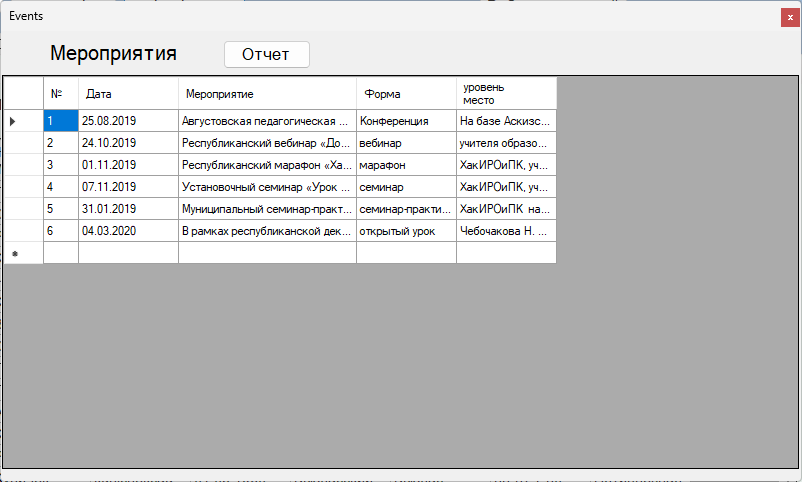 Events
x
Мероприятия Отчет
№ Дата Мероприятие Форма уровень
место
1 25.08.2019 Августовская педагогическая ... Конференция На базе Аскизс...
2 24.10.2019 Республиканский вебинар «До... вебинар учителя образо...
3 01.11.2019 Республиканский марафон «Ха... марафон ХакИРОиПК, уч...
4 07.11.2019 Установочный семинар «Урок ... семинар ХакИРОиПК, уч...
5 31.01.2019 Муниципальный семинар-практ... семинар-практи... ХакИРОиПК на...
6 04.03.2020 В рамках республиканской дек... открытый урок Чебочакова Н. ...